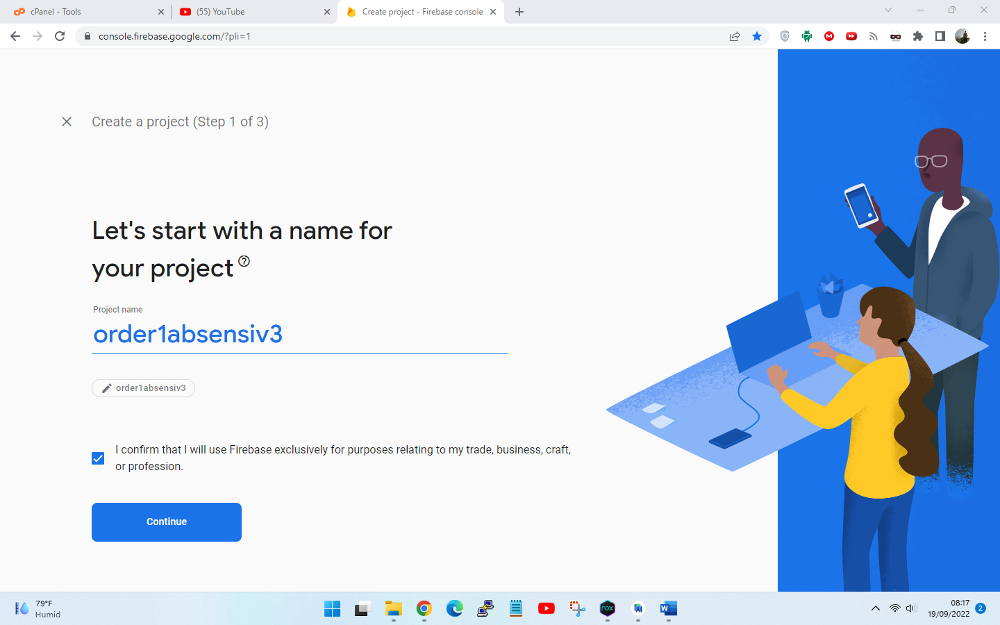 cPanel - Tools
(55) YouTube
Create project - Firebase console
console.firebase.google.com/?pli=1
Create a project (Step 1 of 3)
Let's start with a name for
your project
Project name
order1absensiv3
order1absensiv3
I confirm that I will use Firebase exclusively for purposes relating to my trade, business, craft,
or profession.
Continue
79°F
Humid
08:17
19/09/2022
2